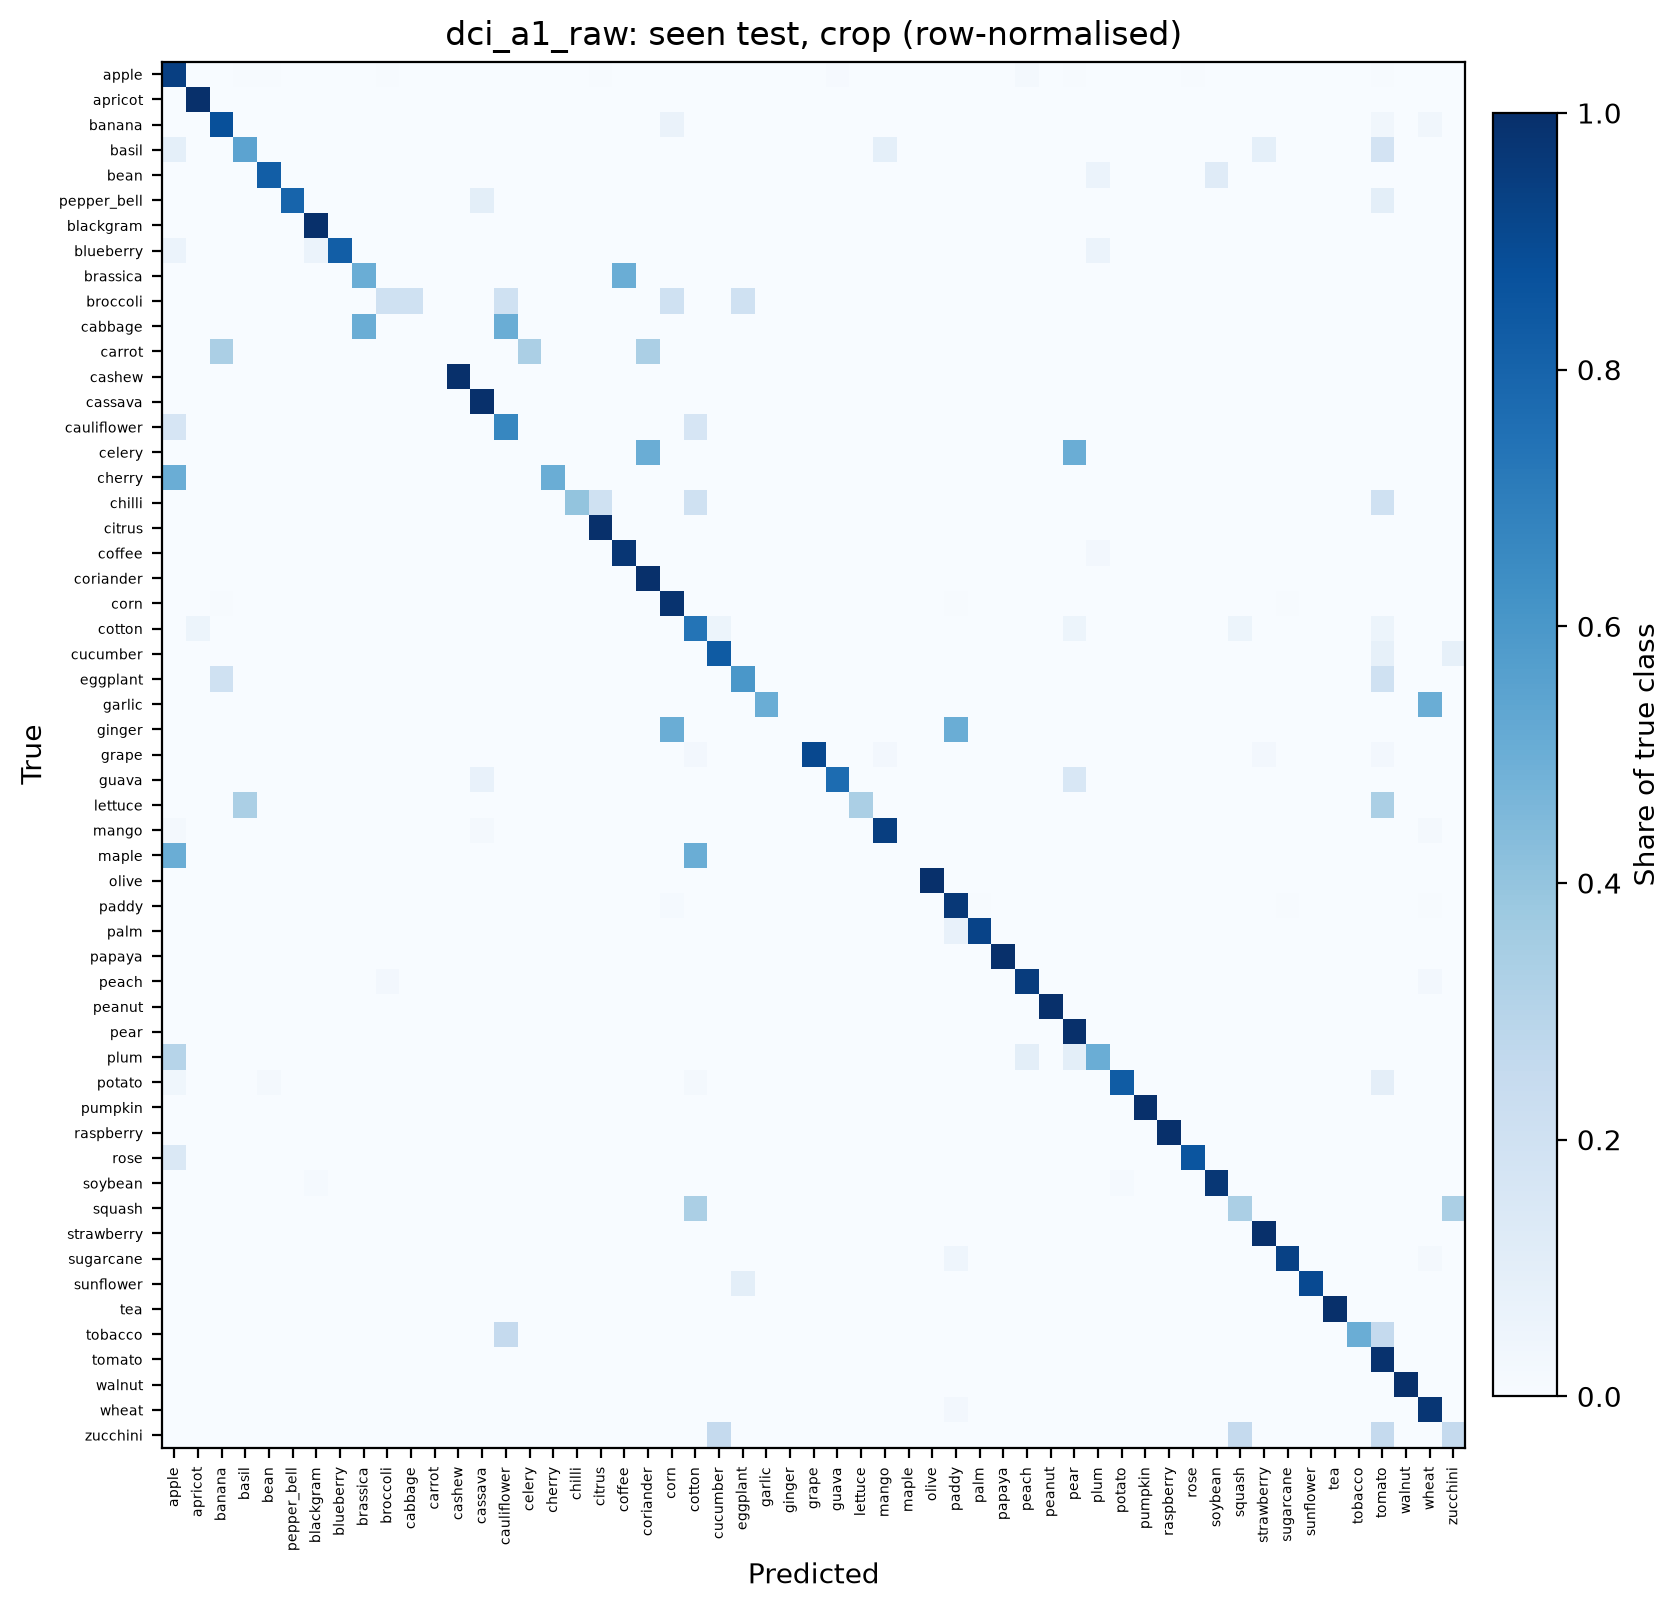 dci_a1_raw: seen test, crop (row-normalised)
apple
apricot
banana
basil
bean
pepper_bell
blackgram
blueberry
brassica
broccoli
cabbage
carrot
cashew
cassava
cauliflower
celery
cherry
chilli
citrus
coffee
coriander
corn
cotton
cucumber
eggplant
garlic
ginger
grape
guava
lettuce
mango
maple
olive
paddy
palm
papaya
peach
peanut
pear
plum
potato
pumpkin
raspberry
rose
soybean
squash
strawberry
sugarcane
sunflower
tea
tobacco
tomato
walnut
wheat
zucchini
True
apple
apricot
banana
basil
bean
pepper_bell
blackgram
blueberry
brassica
broccoli
cabbage
carrot
cashew
cassava
cauliflower
celery
cherry
chilli
citrus
coffee
coriander
corn
cotton
cucumber
eggplant
garlic
ginger
grape
guava
lettuce
mango
maple
olive
paddy
palm
papaya
peach
peanut
pear
plum
potato
pumpkin
raspberry
rose
soybean
squash
strawberry
sugarcane
sunflower
tea
tobacco
tomato
walnut
wheat
zucchini
Predicted
1.0
0.8
0.6
0.4
0.2
0.0
Share of true class